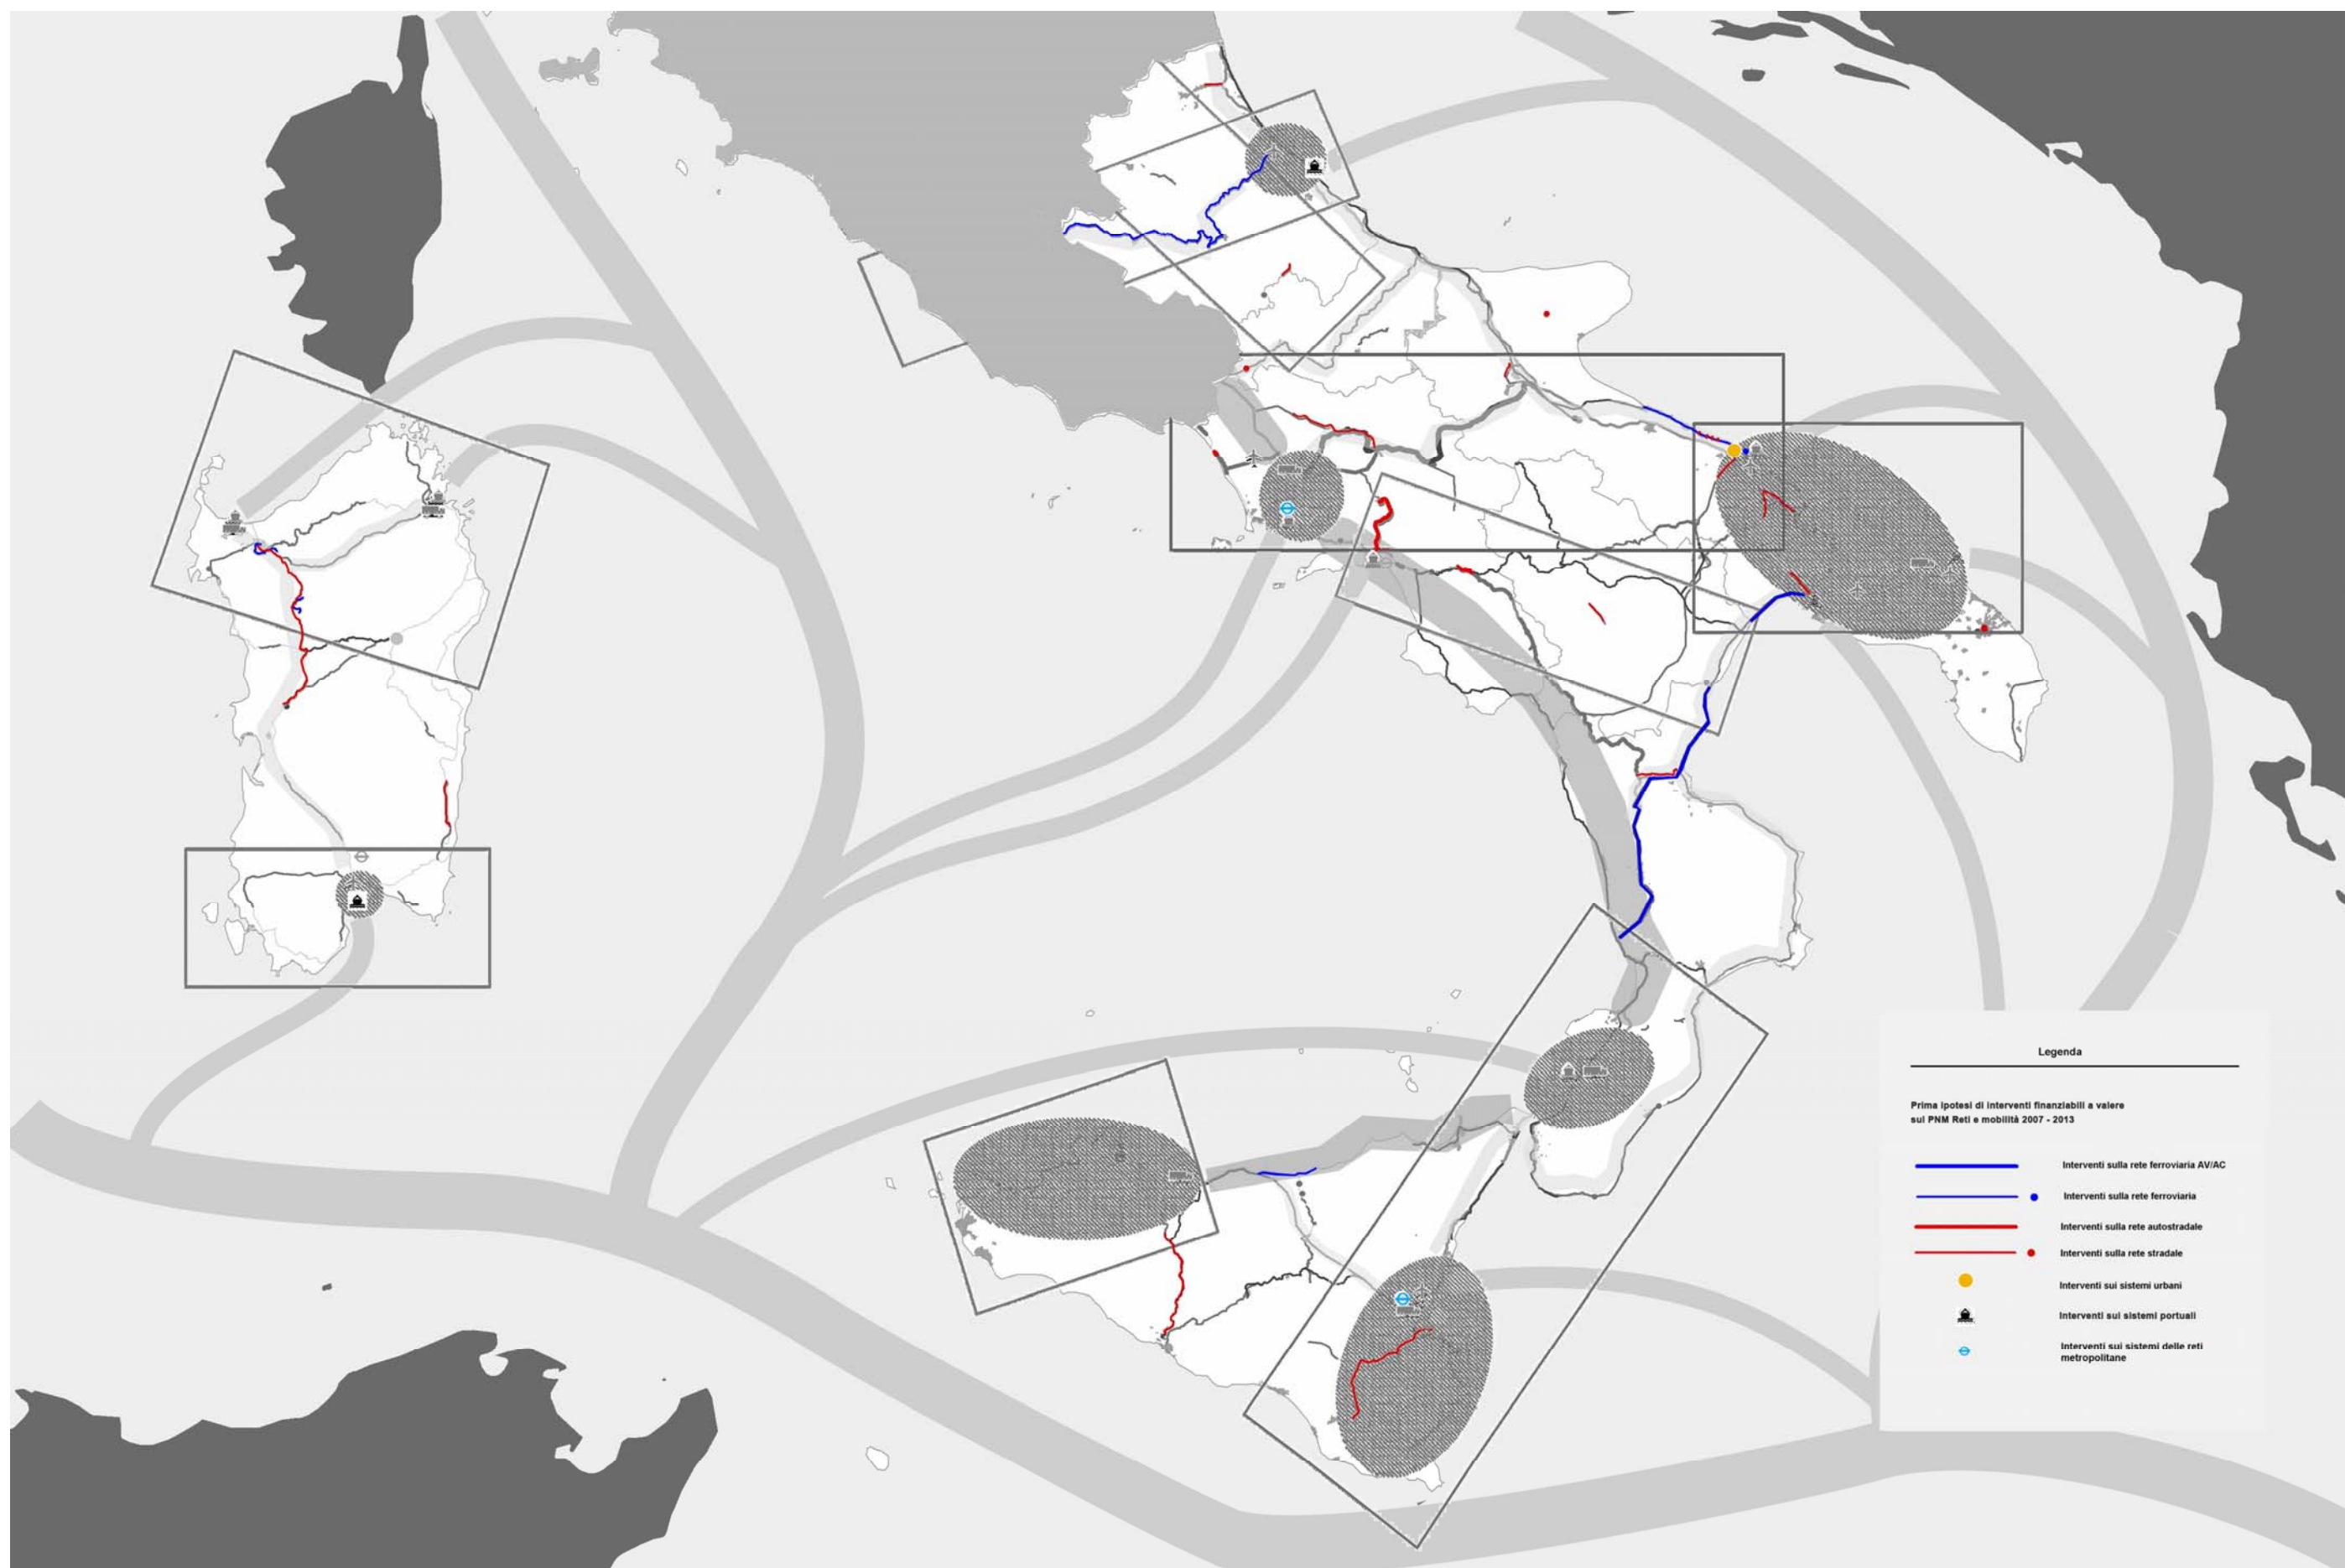 Legenda
Prima ipotesi di interventi finanziabili a valere
sul PNM Reti e mobilità 2007 - 2013
Interventi sulla rete ferroviaria AV/AC
Interventi sulla rete ferroviaria
Interventi sulla rete autostradale
Interventi sulla rete stradale
Interventi sui sistemi urbani
Interventi sui sistemi portuali
Interventi sui sistemi delle reti
metropolitane